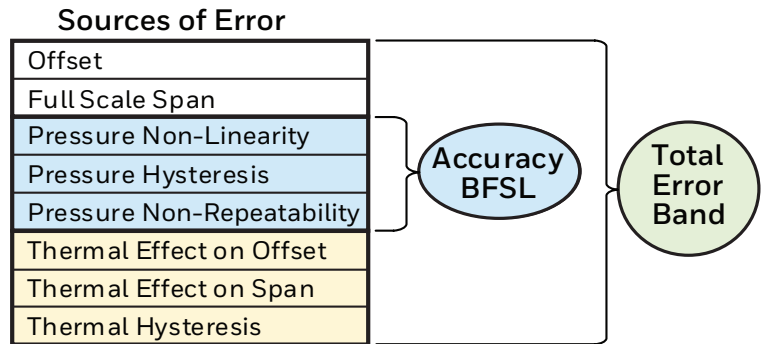 Sources of Error
Offset
Full Scale Span
Pressure Non-Linearity
Pressure Hysteresis
Pressure Non-Repeatability
Thermal Effect on Offset
Thermal Effect on Span
Thermal Hysteresis
Accuracy
BFSL
Total
Error
Band